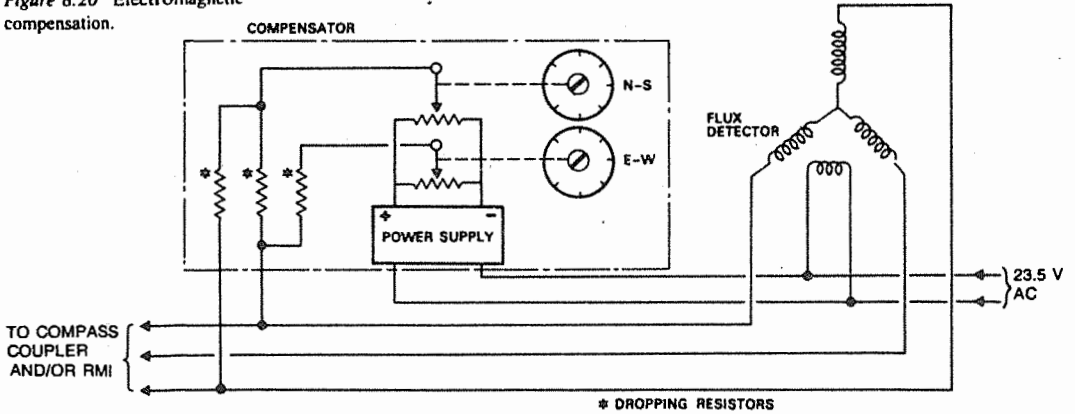 Figure 8.20 Electromagnetic
compensation.
COMPENSATOR
N-S
E-W
FLUX
DETECTOR
+ -
POWER SUPPLY
23.5 V
AC
TO COMPASS
COUPLER
AND/OR RMI
* DROPPING RESISTORS